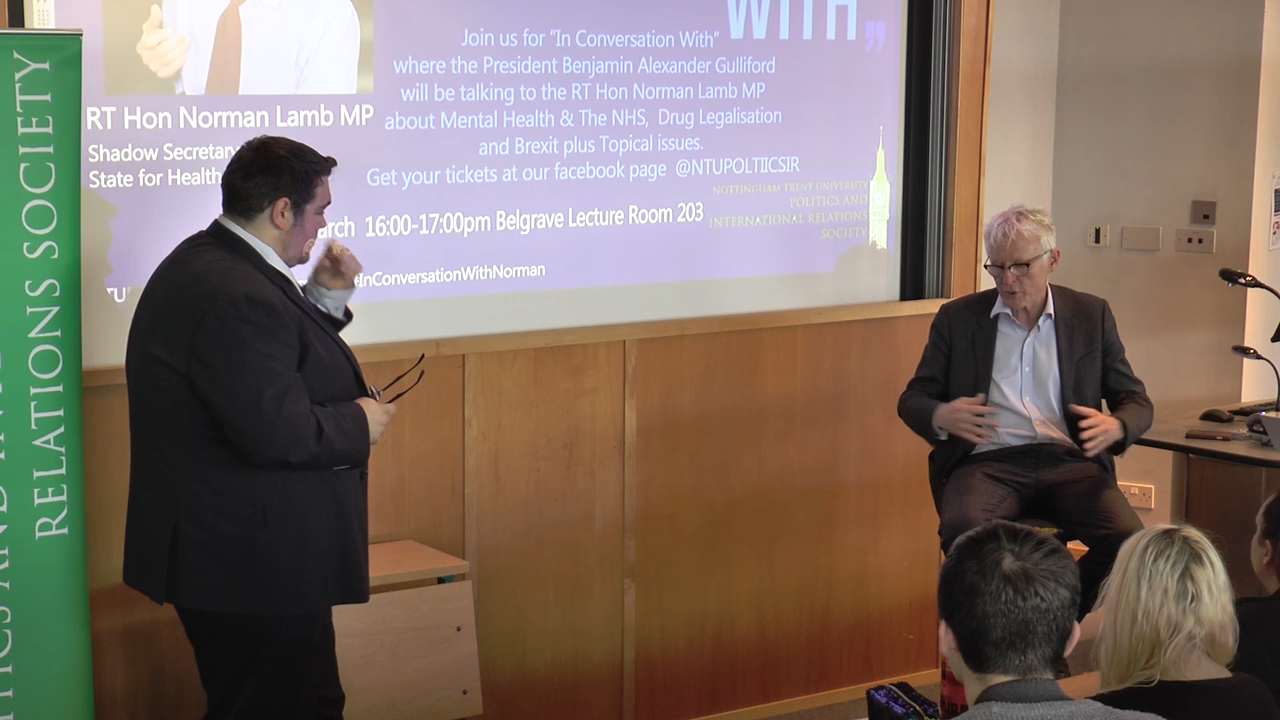 RELATIONS SOCIETY
WITH”
Join us for “In Conversation With”
where the President Benjamin Alexander Gulliford
will be talking to the RT Hon Norman Lamb MP
about Mental Health & The NHS, Drug Legalisation
and Brexit plus Topical issues.
Get your tickets at our facebook page @NTUPOLTIICSIR
RT Hon Norman Lamb MP
Shadow
State for Health
16:00-17:00pm Belgrave Lecture Room 203
InConversationWithNorman
NOTTINGHAM TRENT UNIVERSITY
POLITICS AND
INTERNATIONAL RELATIONS
SOCIETY